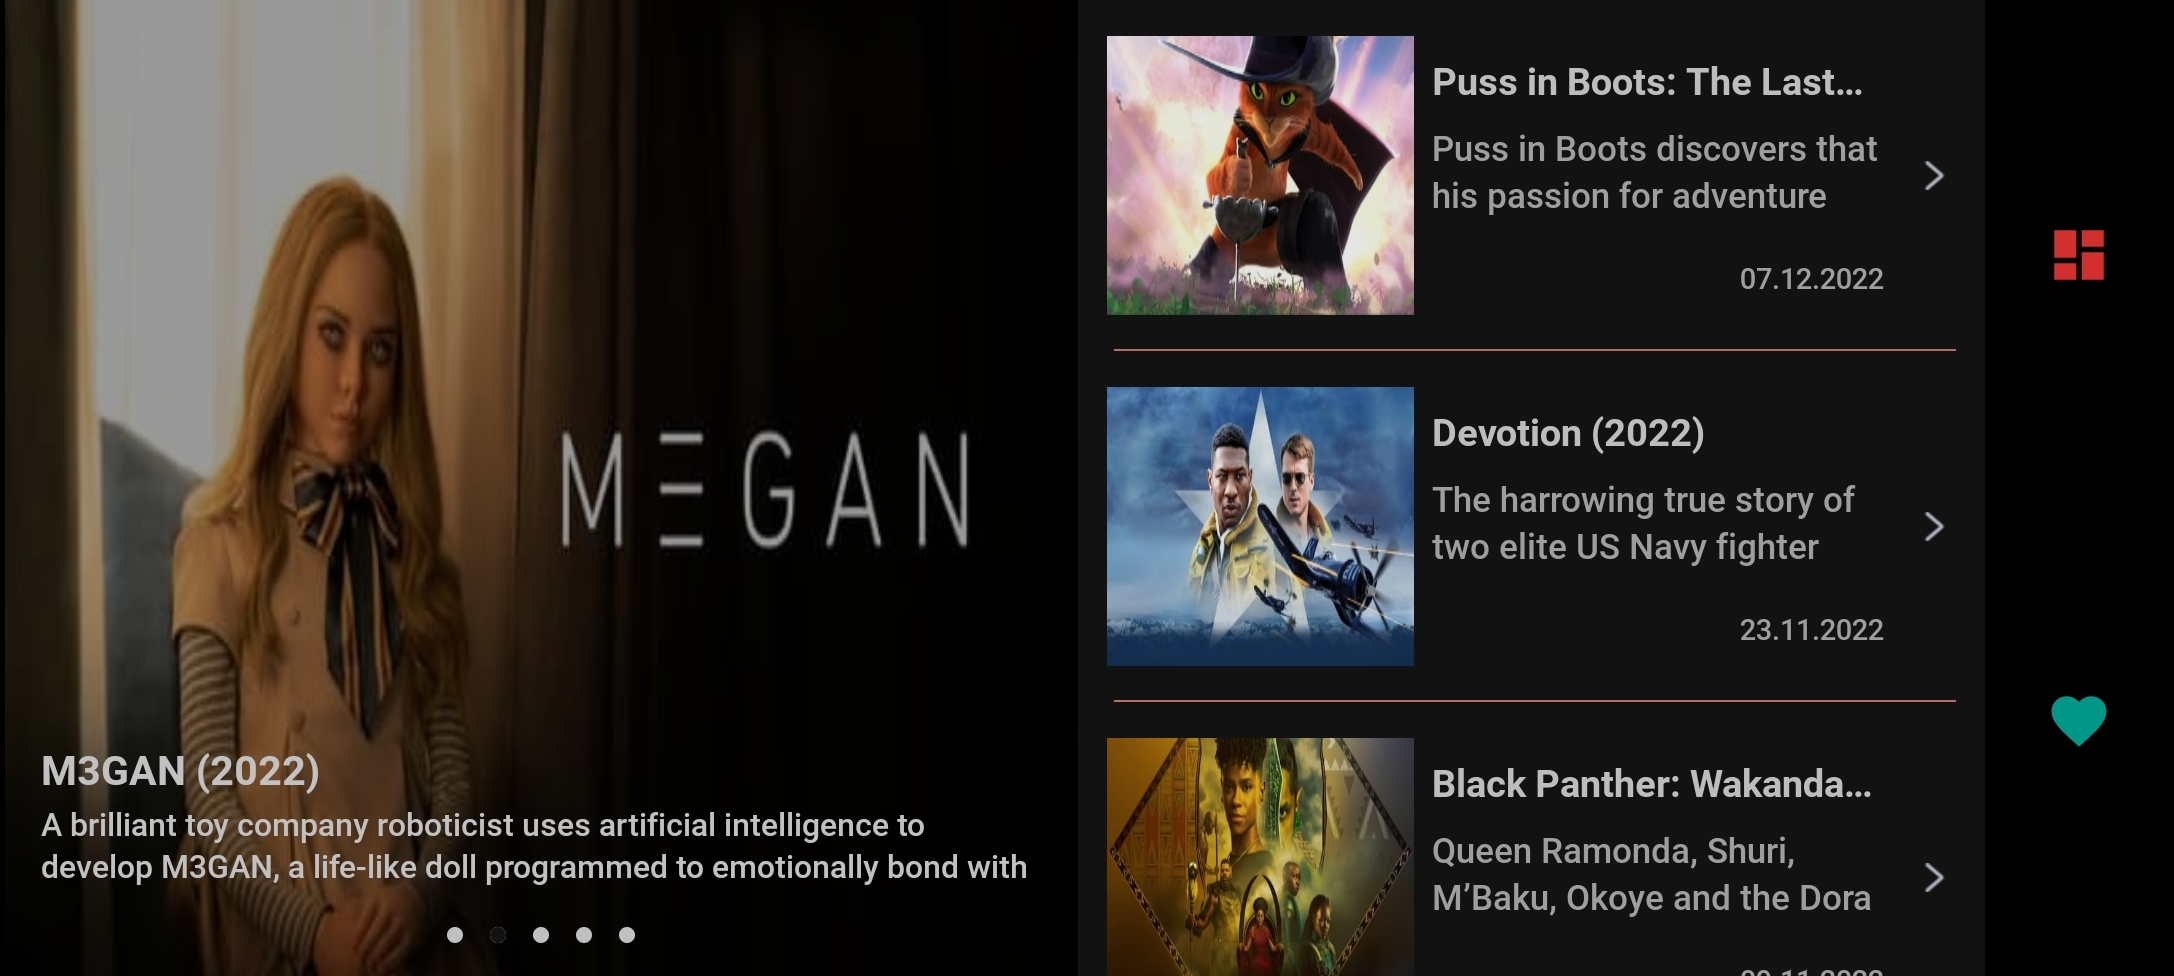 MEGAN
M3GAN (2022)
A brilliant toy company roboticist uses artificial intelligence to
develop M3GAN, a life-like doll programmed to emotionally bond with
Puss in Boots: The Last...
Puss in Boots discovers that
his passion for adventure
07.12.2022
Devotion (2022)
The harrowing true story of
two elite US Navy fighter
23.11.2022
Black Panther: Wakanda...
Queen Ramonda, Shuri,
M’Baku, Okoye and the Dora